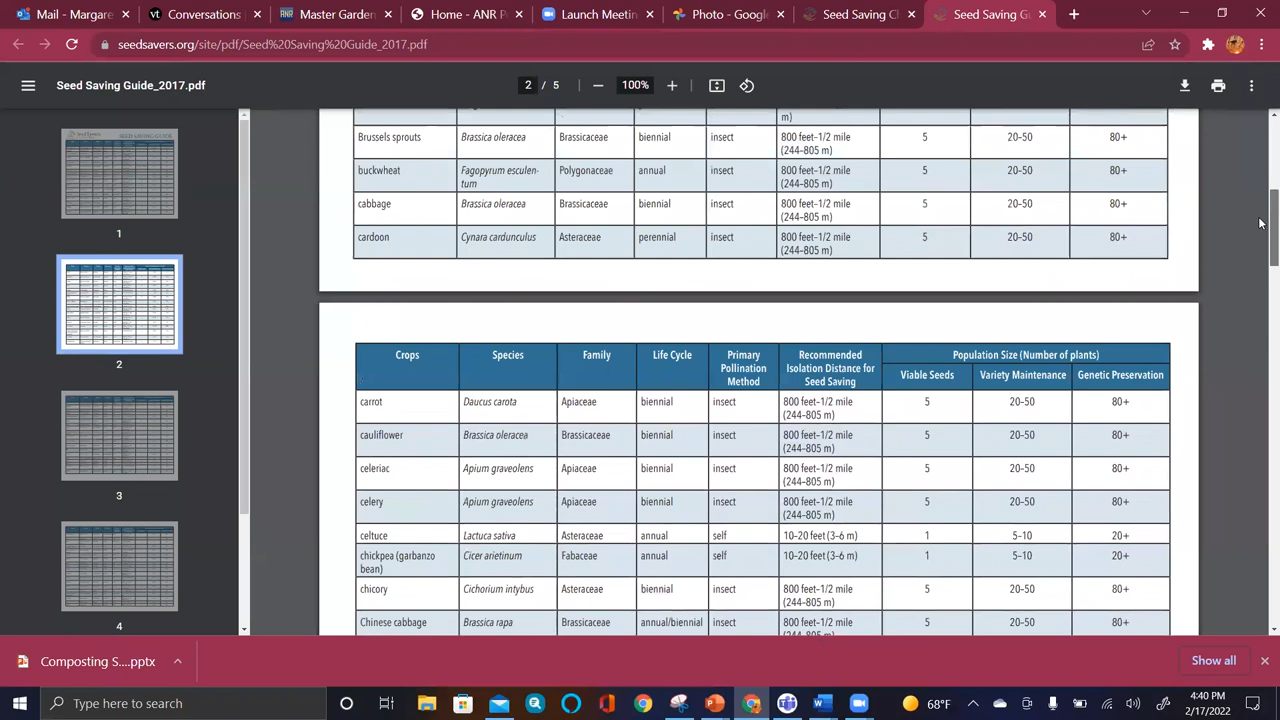 Mail - Margare
Conversations
Master Garden
Home - ANR P
Launch Meeti
Photo - Goog
Seed Saving Cl
Seed Saving G
seedsavers.org/site/pdf/Seed%20Saving%20Guide_2017.pdf
Seed Saving Guide_2017.pdf
2 / 5
100%
m)
Brussels sprouts Brassica oleracea Brassicaceae biennial insect 800 feet–1/2 mile 5 20–50 80+
(244–805 m)
buckwheat Fagopyrum esculen- Polygonaceae annual insect 800 feet–1/2 mile 5 20–50 80+
tum (244–805 m)
cabbage Brassica oleracea Brassicaceae biennial insect 800 feet–1/2 mile 5 20–50 80+
(244–805 m)
cardoon Cynara cardunculus Asteraceae perennial insect 800 feet–1/2 mile 5 20–50 80+
(244–805 m)
Crops Species Family Life Cycle Primary Recommended Population Size (Number of plants)
Pollination Isolation Distance for
Method Seed Saving Viable Seeds Variety Maintenance Genetic Preservation
carrot Daucus carota Apiaceae biennial insect 800 feet–1/2 mile 5 20–50 80+
(244–805 m)
cauliflower Brassica oleracea Brassicaceae biennial insect 800 feet–1/2 mile 5 20–50 80+
(244–805 m)
celeriac Apium graveolens Apiaceae biennial insect 800 feet–1/2 mile 5 20–50 80+
(244–805 m)
celery Apium graveolens Apiaceae biennial insect 800 feet–1/2 mile 5 20–50 80+
(244–805 m)
celtuce Lactuca sativa Asteraceae annual self 10–20 feet (3–6 m) 1 5–10 20+
chickpea (garbanzo Cicer arietinum Fabaceae annual self 10–20 feet (3–6 m) 1 5–10 20+
bean)
chicory Cichorium intybus Asteraceae biennial insect 800 feet–1/2 mile 5 20–50 80+
(244–805 m)
Chinese cabbage Brassica rapa Brassicaceae annual/biennial insect 800 feet–1/2 mile 5 20–50 80+
(244–805 m)
1
2
3
4
Composting S....pptx
Show all
Type here to search
68°F
4:40 PM
2/17/2022